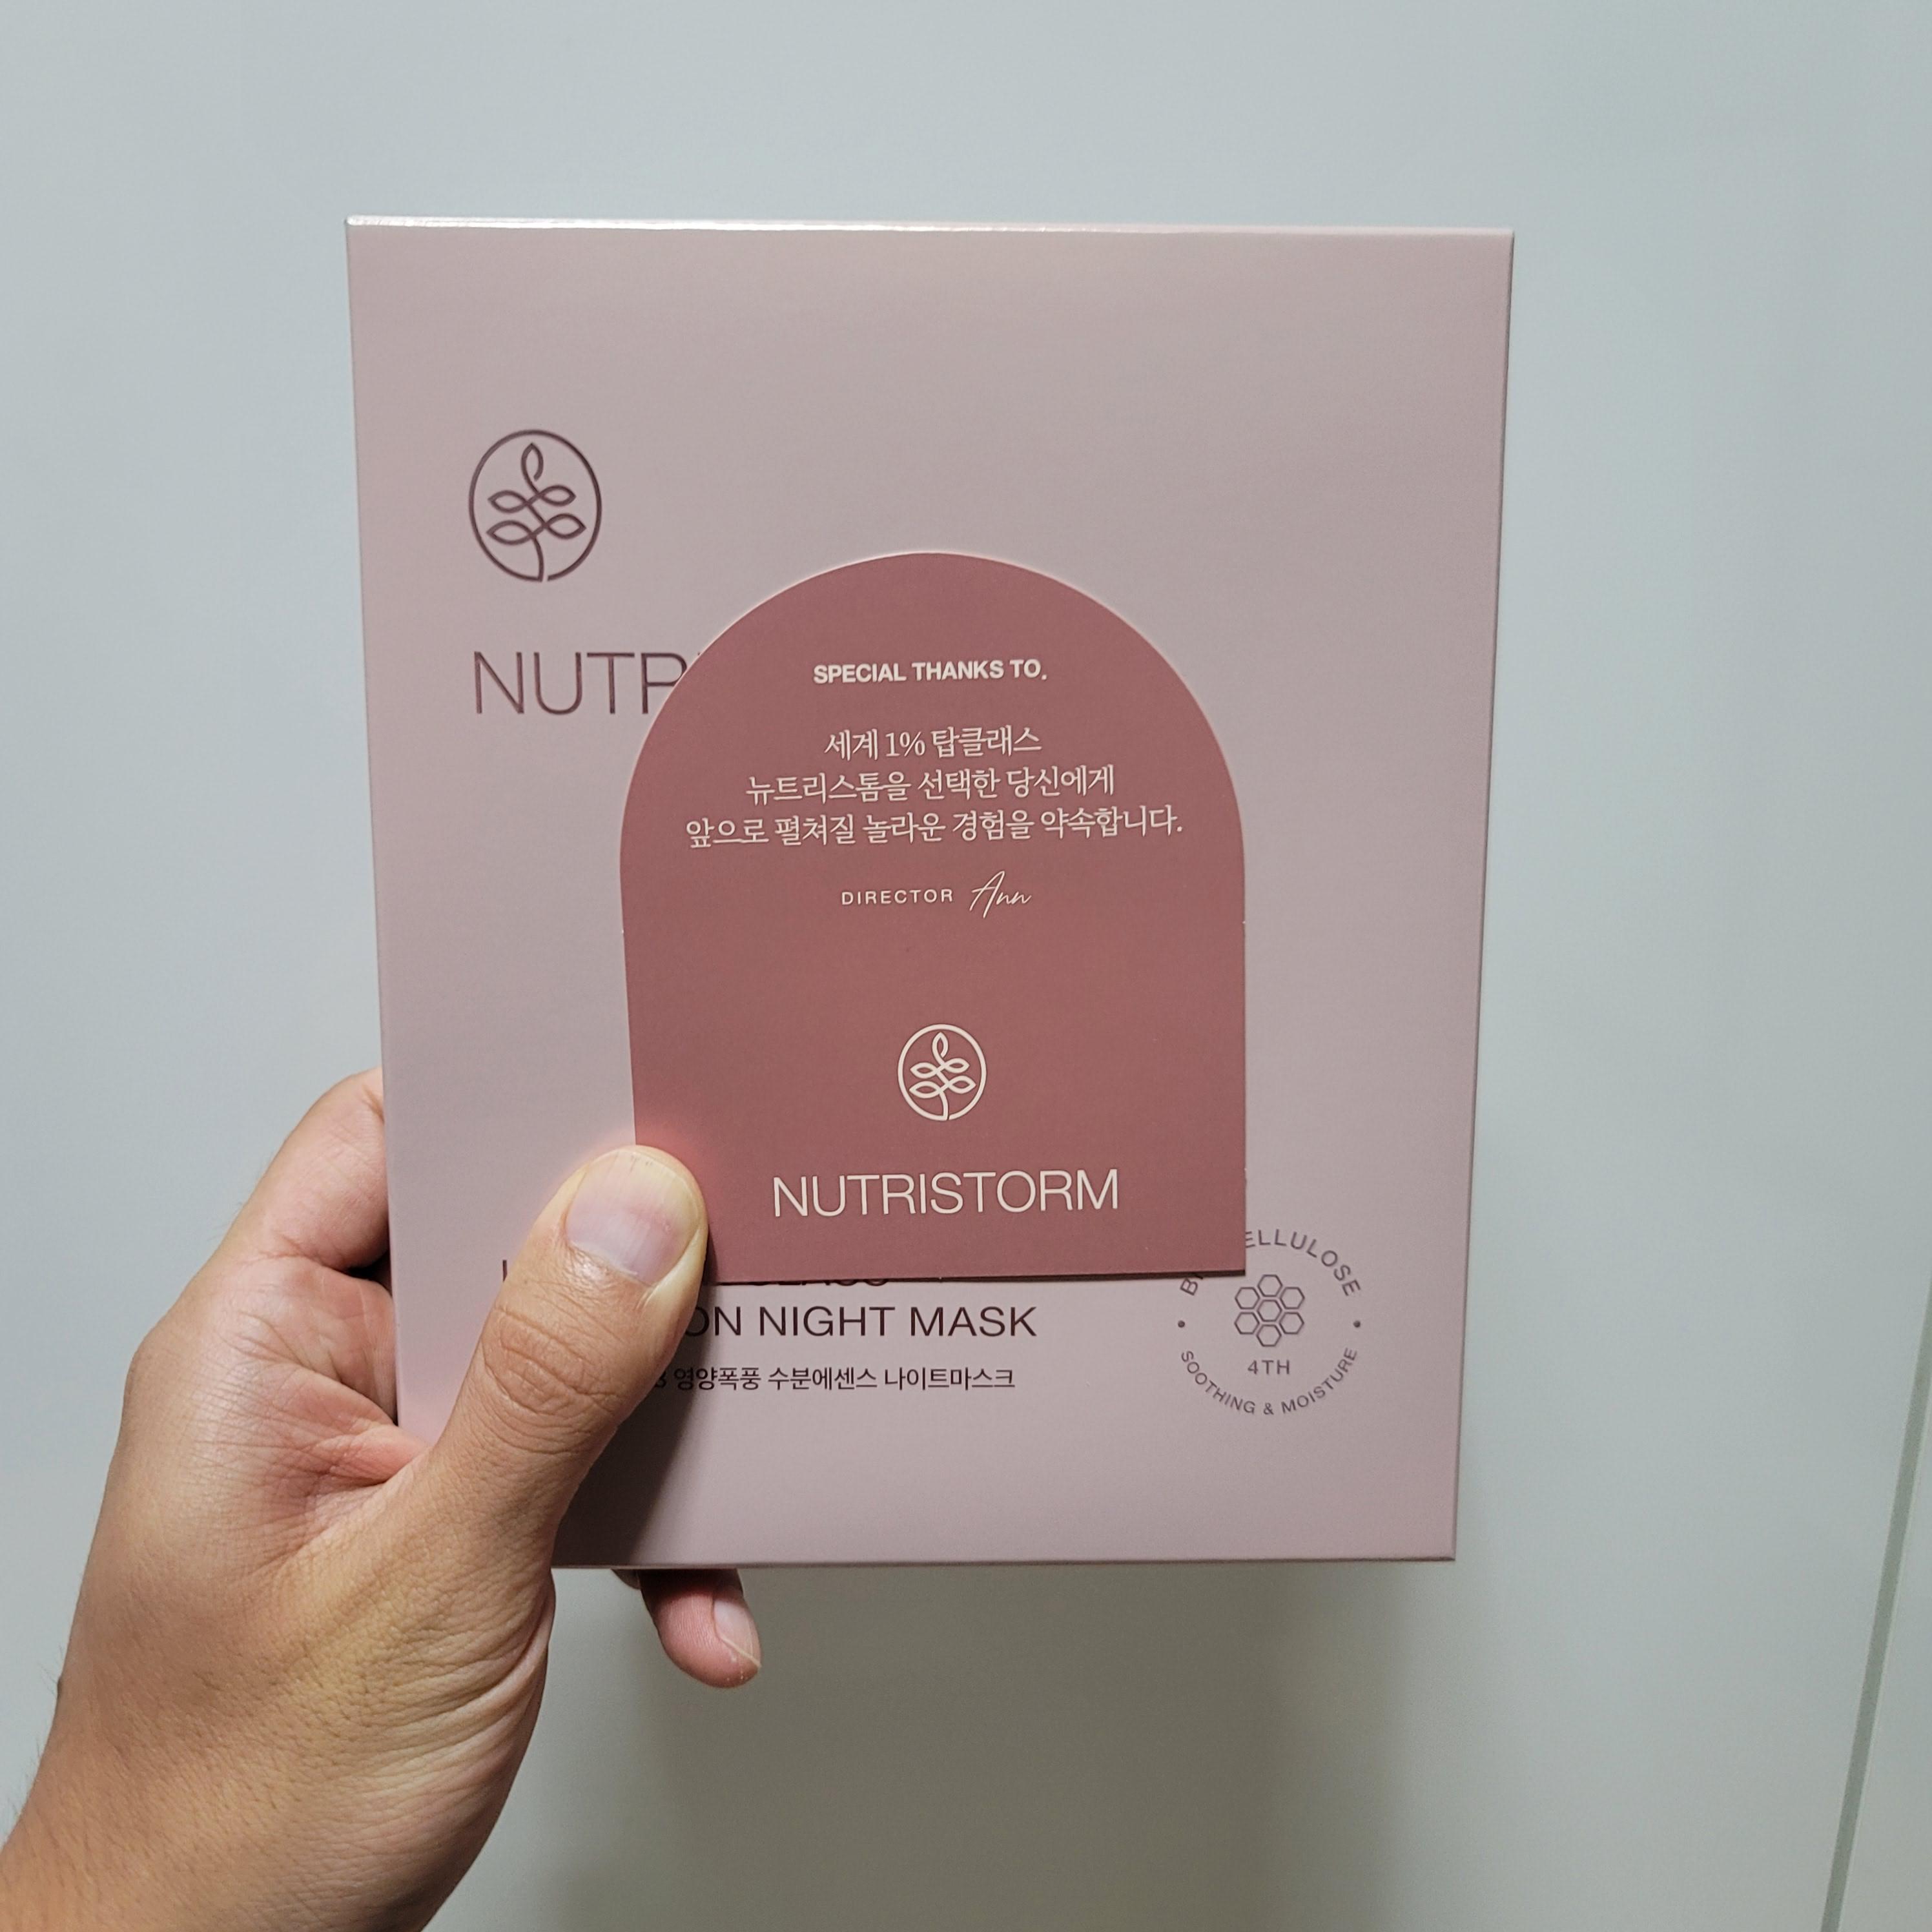 SPECIAL THANKS TO.
세계 1% 탑클래스
뉴트리스톰을 선택한 당신에게
앞으로 펼쳐질 놀라운 경험을 약속합니다.
DIRECTOR Ann
NUTRISTORM
NIGHT MASK
영양폭풍 수분에센스 나이트마스크
4TH
SOOTHING & MOISTURE